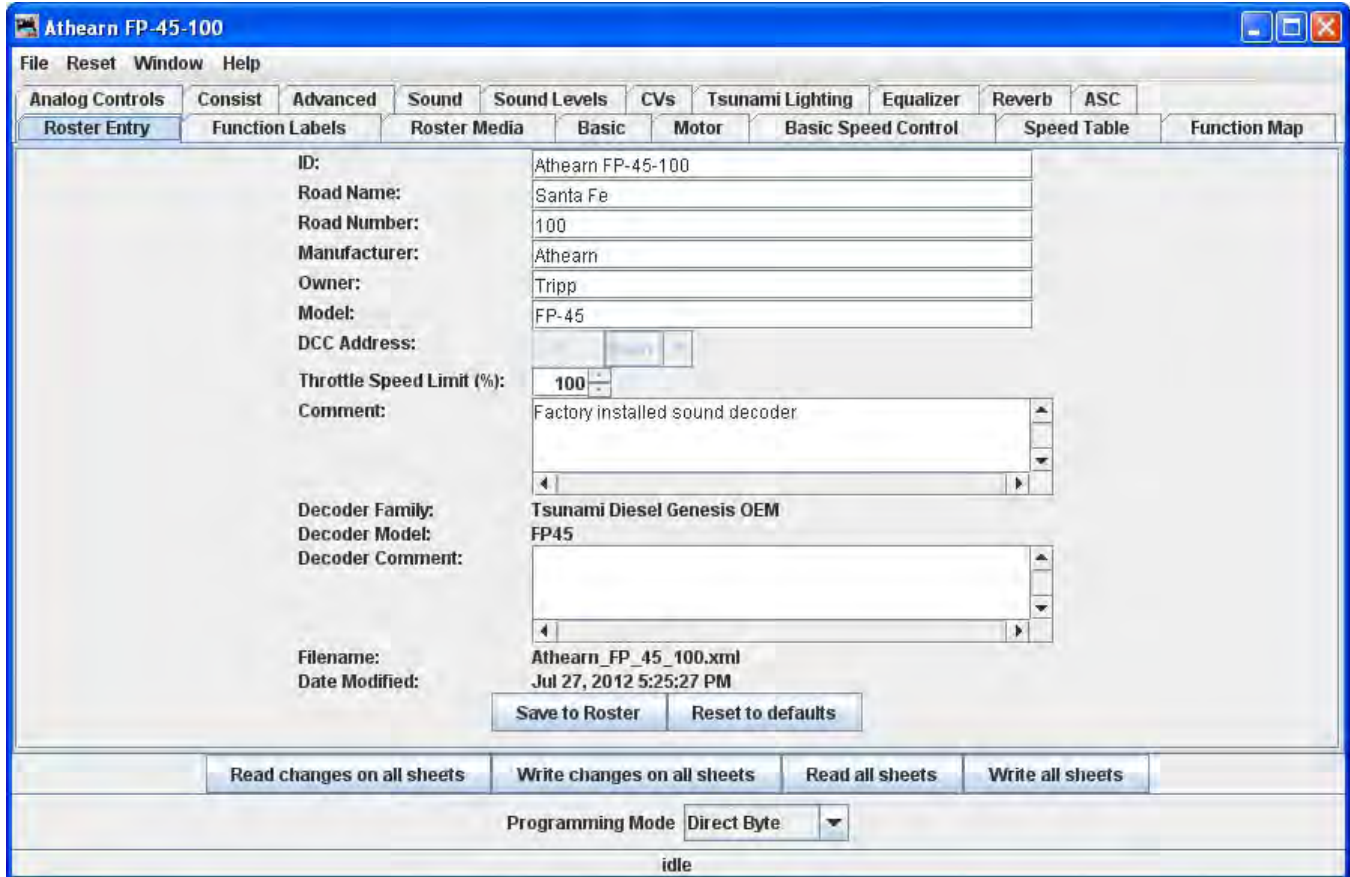 Athearn FP-45-100
File Reset Window Help
Analog Controls Consist Advanced Sound Sound Levels CVs Tsunami Lighting Equalizer Reverb ASC
Roster Entry Function Labels Roster Media Basic Motor Basic Speed Control Speed Table Function Map
ID: Athearn FP-45-100
Road Name: Santa Fe
Road Number: 100
Manufacturer: Athearn
Owner: Tripp
Model: FP-45
DCC Address:
Throttle Speed Limit (%): 100
Comment: Factory installed sound decoder
Decoder Family: Tsunami Diesel Genesis OEM
Decoder Model: FP45
Decoder Comment:
Filename: Athearn_FP_45_100.xml
Date Modified: Jul 27, 2012 5:25:27 PM
Save to Roster Reset to defaults
Read changes on all sheets Write changes on all sheets Read all sheets Write all sheets
Programming Mode Direct Byte
idle